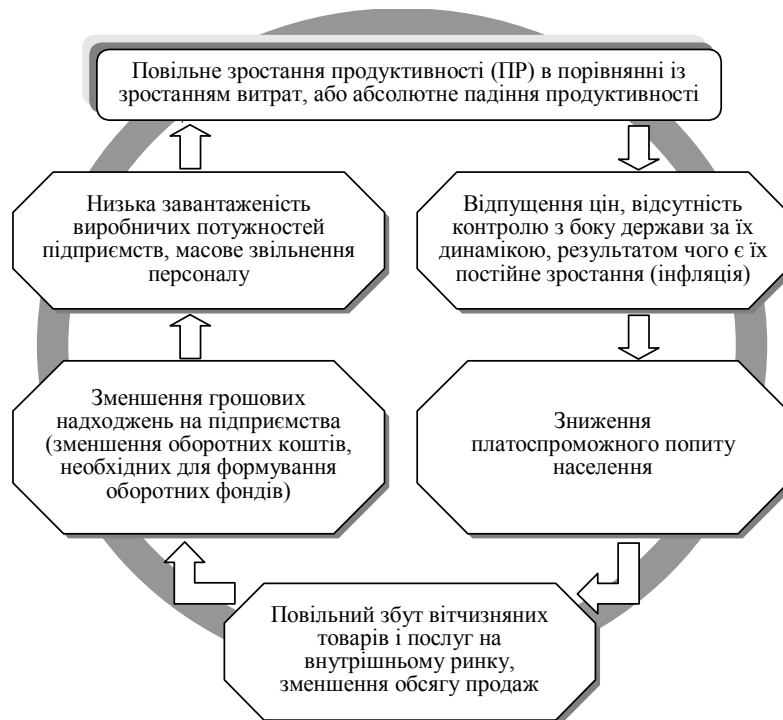 Повільне зростання продуктивності (ПР) в порівнянні із
зростанням витрат, або абсолютне падіння продуктивності
Відпущення цін, відсутність
контролю з боку держави за їх
динамікою, результатом чого є їх
постійне зростання (інфляція)
Зниження
платоспроможного попиту
населення
Повільний збут вітчизняних
товарів і послуг на
внутрішньому ринку,
зменшення обсягу продаж
Зменшення грошових
надходжень на підприємства
(зменшення оборотних коштів,
необхідних для формування
оборотних фондів)
Низька завантаженість
виробничих потужностей
підприємств, масове звільнення
персоналу